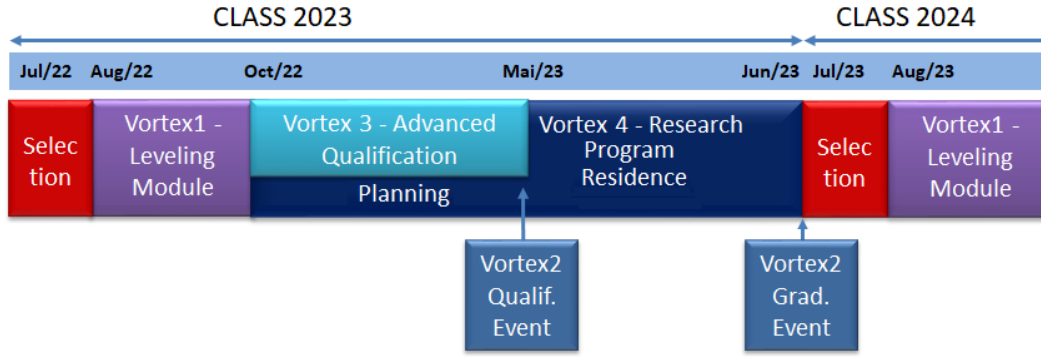 CLASS 2023
CLASS 2024
Jul/22
Aug/22
Oct/22
Mai/23
Jun/23
Jul/23
Aug/23
Selec
tion
Vortex1 -
Leveling
Module
Vortex 3 - Advanced
Qualification
Planning
Vortex 4 - Research
Program
Residence
Selec
tion
Vortex1 -
Leveling
Module
Vortex2
Qualif.
Event
Vortex2
Grad.
Event